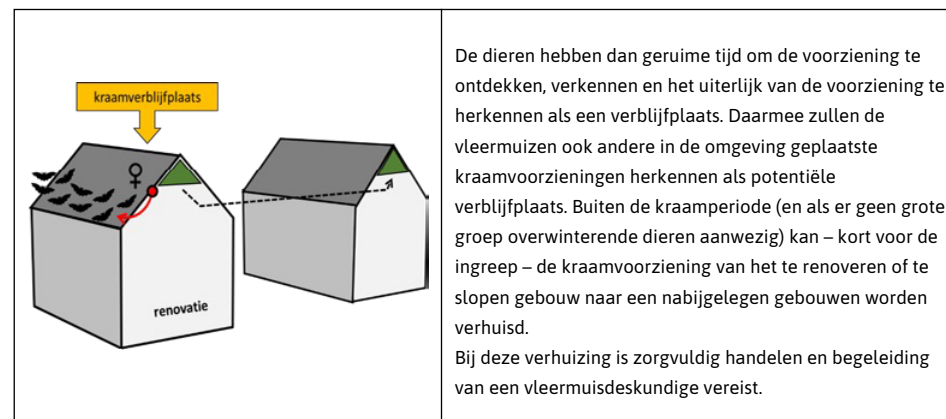 kraamverblijfplaats
♀
renovatie
De dieren hebben dan geruime tijd om de voorziening te
ontdekken, verkennen en het uiterlijk van de voorziening te
herkennen als een verblijfplaats. Daarmee zullen de
vleermuizen ook andere in de omgeving geplaatste
kraamvoorzieningen herkennen als potentiële
verblijfplaats. Buiten de kraamperiode (en als er geen grote
groep overwinterende dieren aanwezig) kan – kort voor de
ingreep – de kraamvoorziening van het te renoveren of te
slopen gebouw naar een nabijgelegen gebouwen worden
verhuisd.
Bij deze verhuizing is zorgvuldig handelen en begeleiding
van een vleermuisdeskundige vereist.